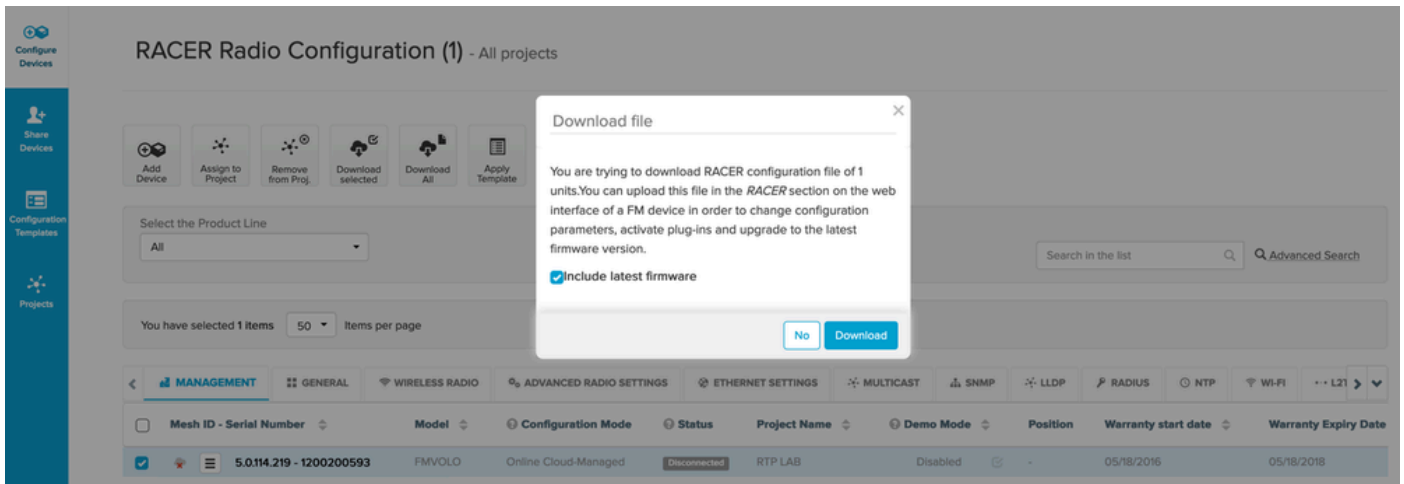 Configure
Devices
Share
Devices
Configuration
Templates
Projects
RACER Radio Configuration (1) - All projects
Add
Device
Assign to
Project
Remove
from Proj.
Download
selected
Download
All
Apply
Template
Select the Product Line
All
Search in the list
Advanced Search
You have selected 1 items
50
Items per page
Download file
You are trying to download RACER configuration file of 1
units.You can upload this file in the RACER section on the web
interface of a FM device in order to change configuration
parameters, activate plug-ins and upgrade to the latest
firmware version.
Include latest firmware
No
Download
MANAGEMENT GENERAL WIRELESS RADIO ADVANCED RADIO SETTINGS ETHERNET SETTINGS MULTICAST SNMP LLDP RADIUS NTP WI-FI L2T
Mesh ID - Serial Number Model Configuration Mode Status Project Name Demo Mode Position Warranty start date Warranty Expiry Date
5.0.114.219 - 1200200593 FMVOLO Online Cloud-Managed Disconnected RTP LAB Disabled - 05/18/2016 05/18/2018